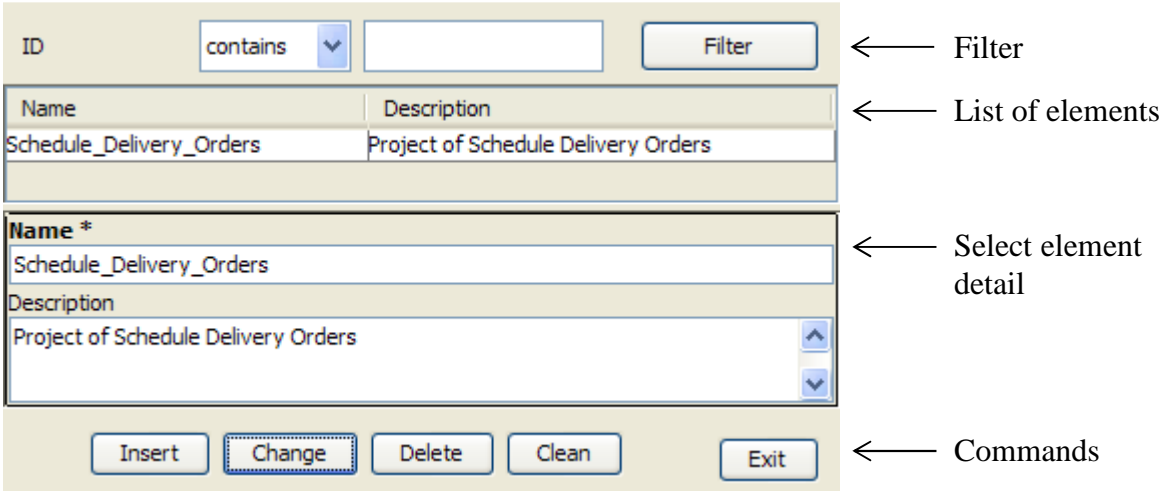 ID contains Filter Filter
Name Description List of elements
Schedule_Delivery_Orders Project of Schedule Delivery Orders
Name *
Schedule_Delivery_Orders
Select element
detail
Description
Project of Schedule Delivery Orders
Insert Change Delete Clean Exit Commands